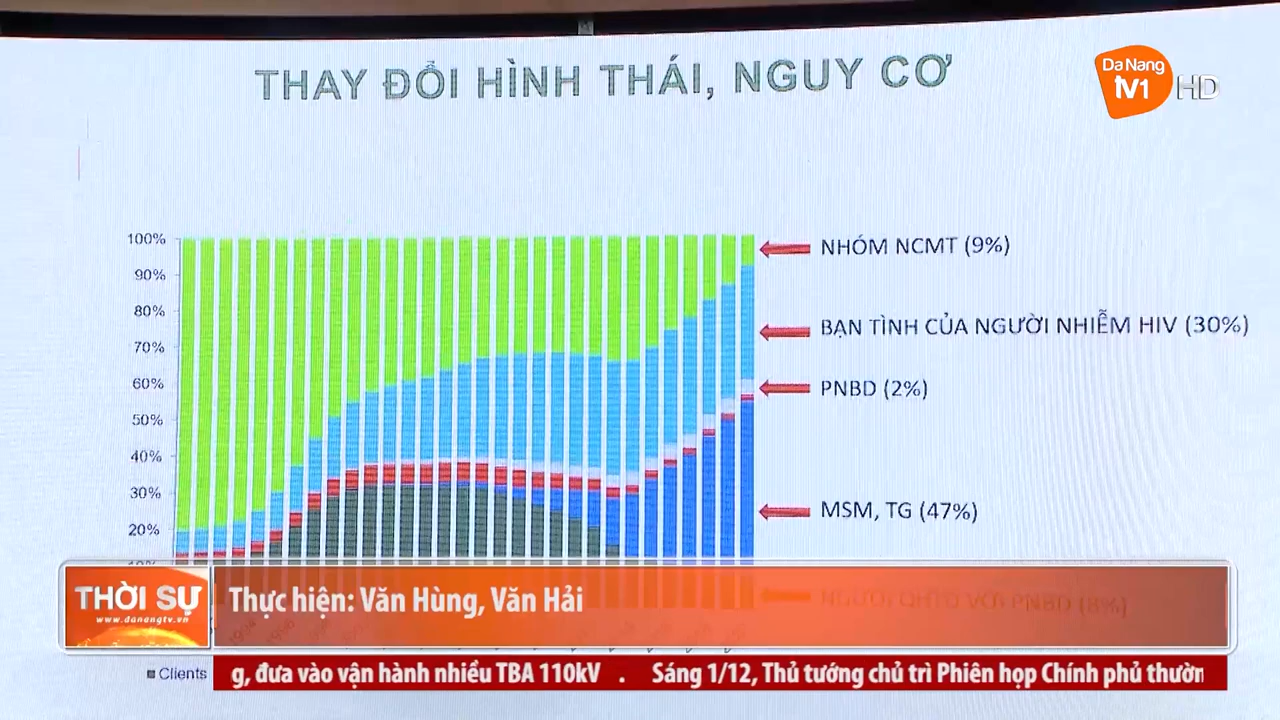 THAY ĐỔI HÌNH THÁI, NGUY CƠ
Da Nang
TV1 HD
100%
90%
80%
70%
60%
50%
40%
30%
20%
NHÓM NCMT (9%)
BẠN TÌNH CỦA NGƯỜI NHIỄM HIV (30%)
PNBD (2%)
MSM, TG (47%)
THỜI SỰ
www.danangtv.vn
Thực hiện: Văn Hùng, Văn Hải
Clients
g, đưa vào vận hành nhiều TBA 110kV . Sáng 1/12, Thủ tướng chủ trì Phiên họp Chính phủ thườn